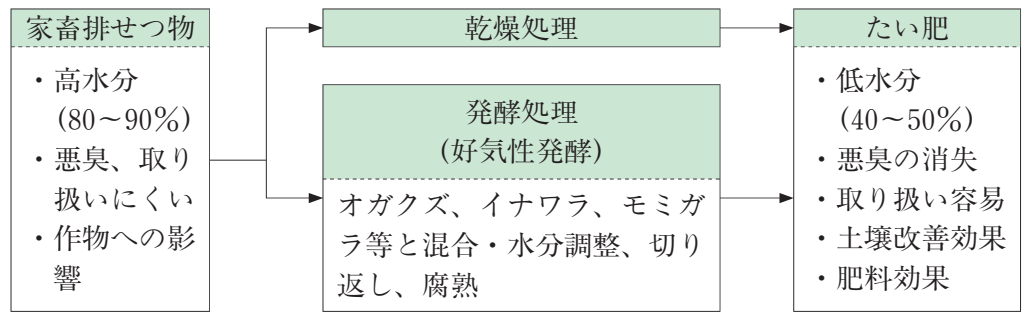 家畜排せつ物
・高水分
(80～90％)
・悪臭、取り
扱いにくい
・作物への影
響
乾燥処理
発酵処理
(好気性発酵)
オガクズ、イナワラ、モミガ
ラ等と混合・水分調整、切り
返し、腐熟
たい肥
・低水分
(40～50％)
・悪臭の消失
・取り扱い容易
・土壌改善効果
・肥料効果